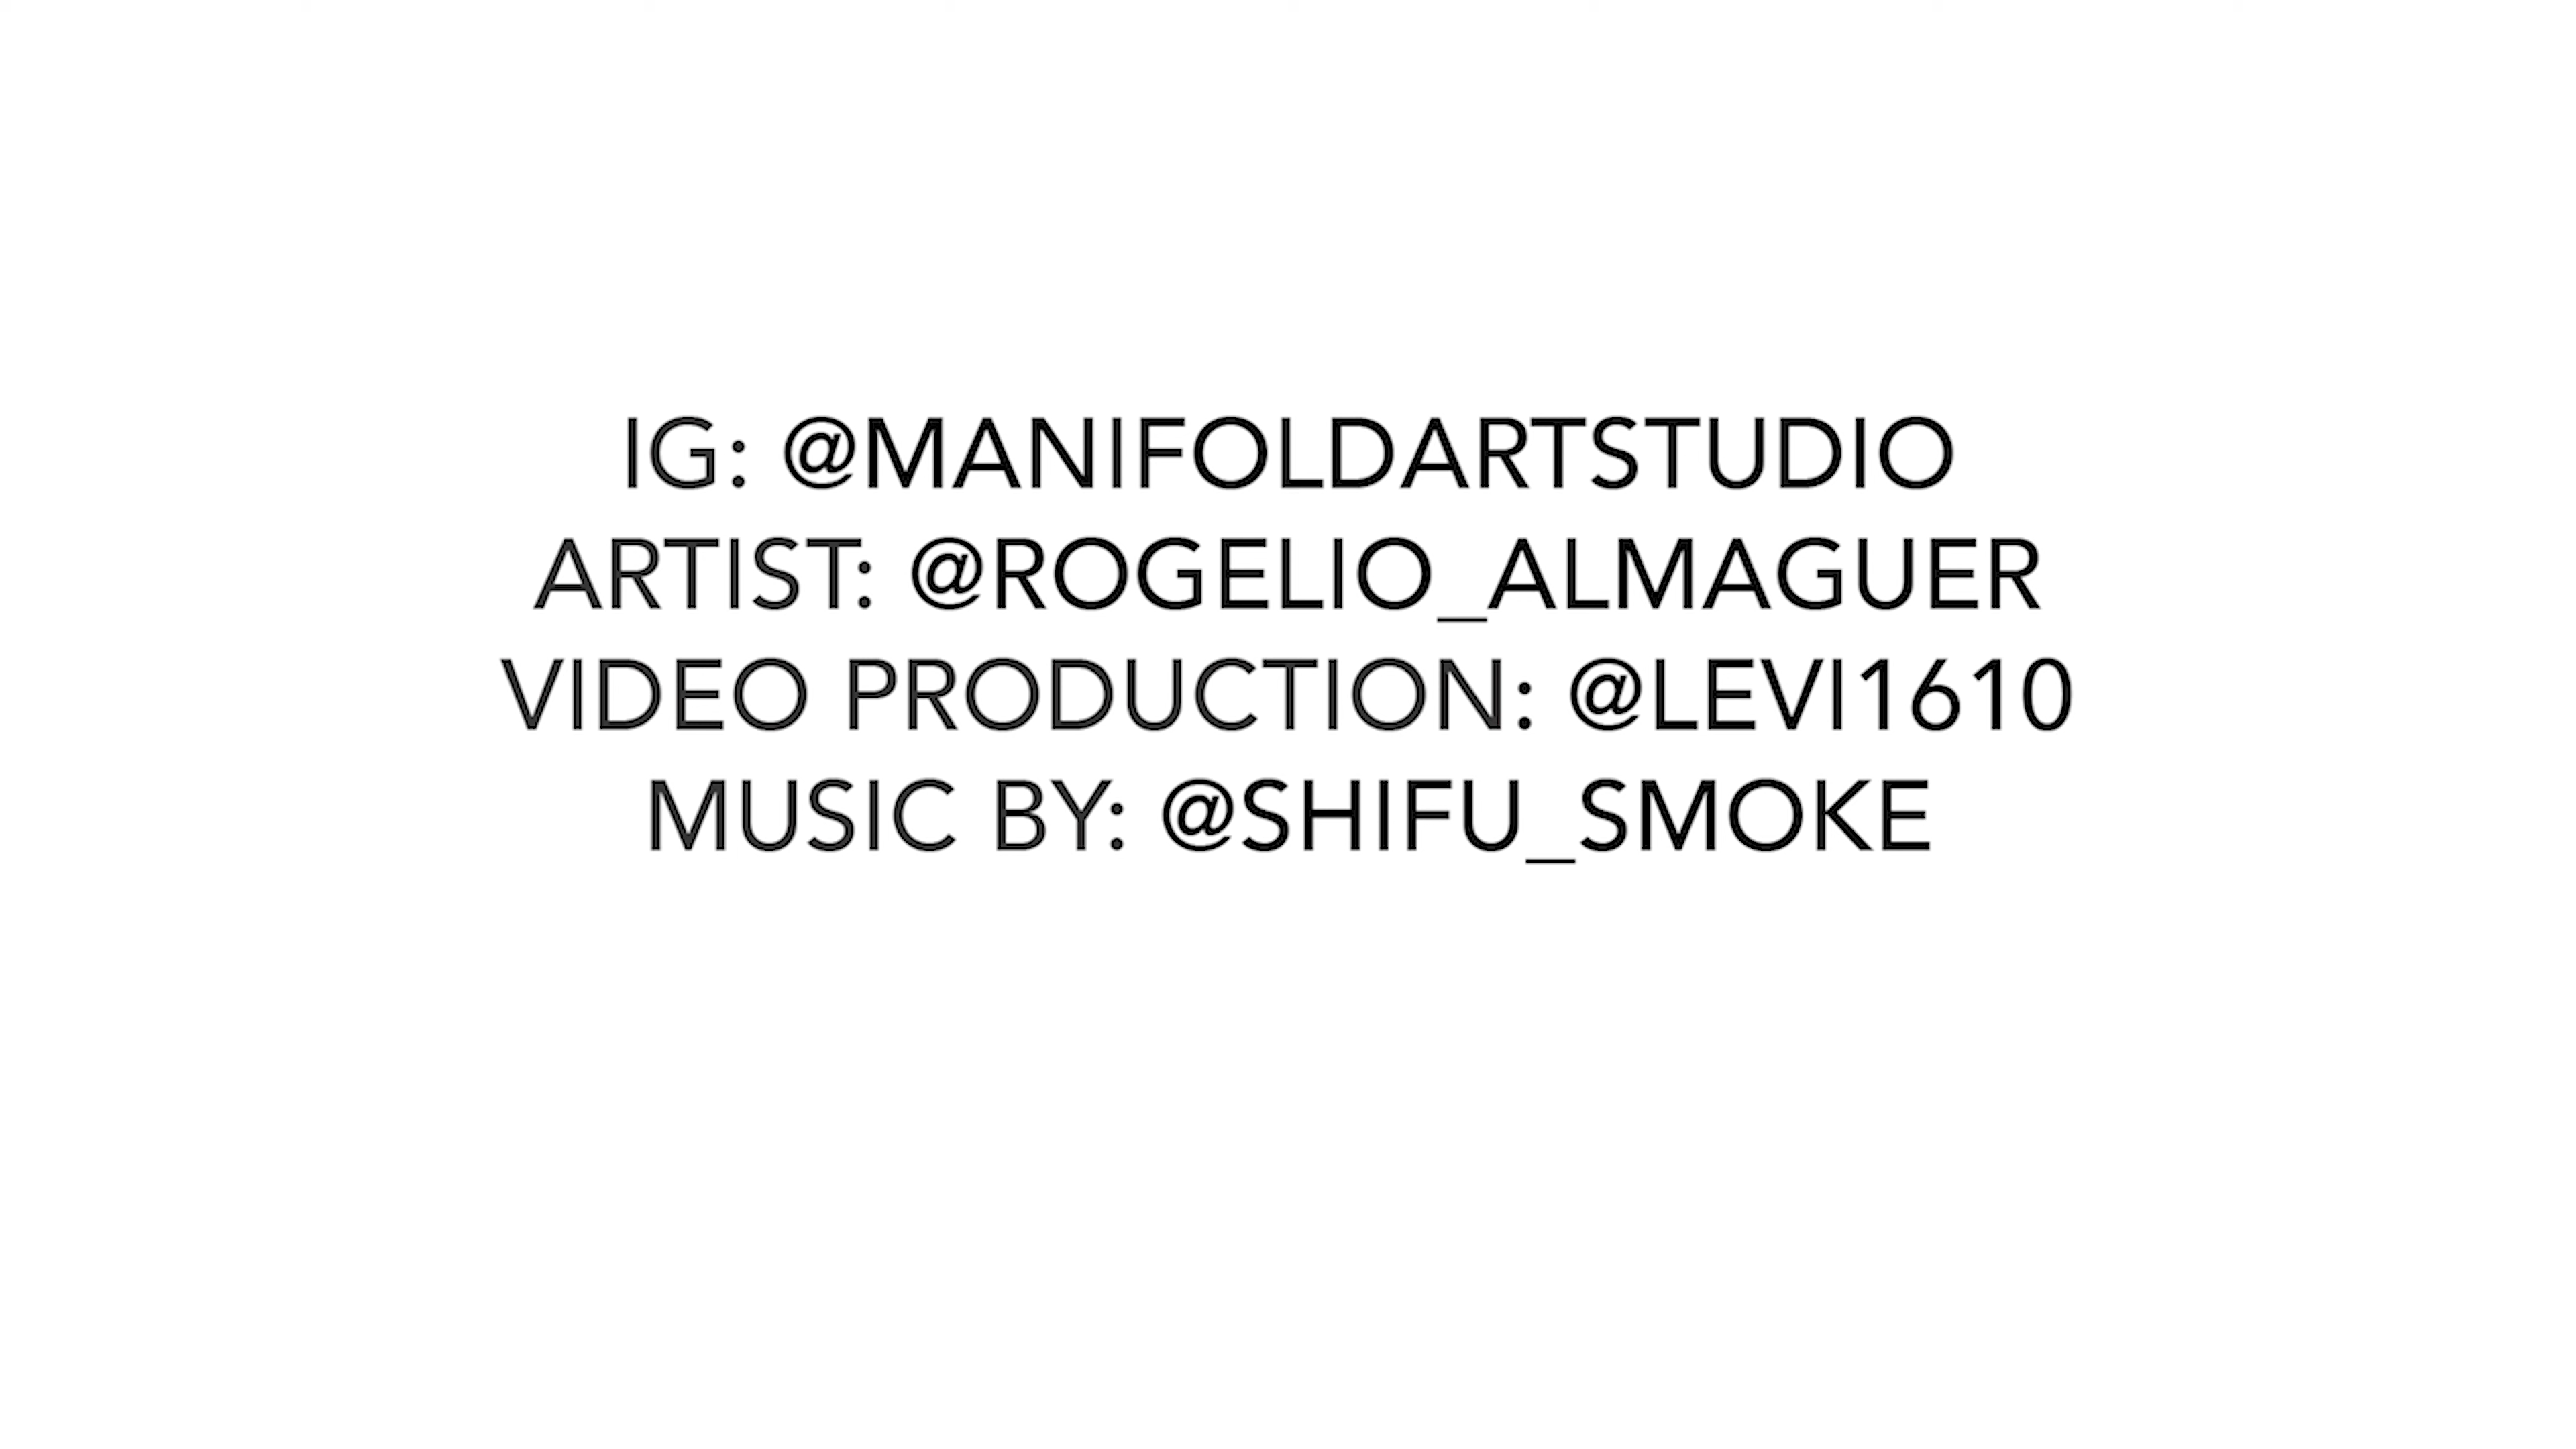 IG: @MANIFOLDARTSTUDIO
ARTIST: @ROGELIO_ALMAGUER
VIDEO PRODUCTION: @LEVI1610
MUSIC BY: @SHIFU_SMOKE